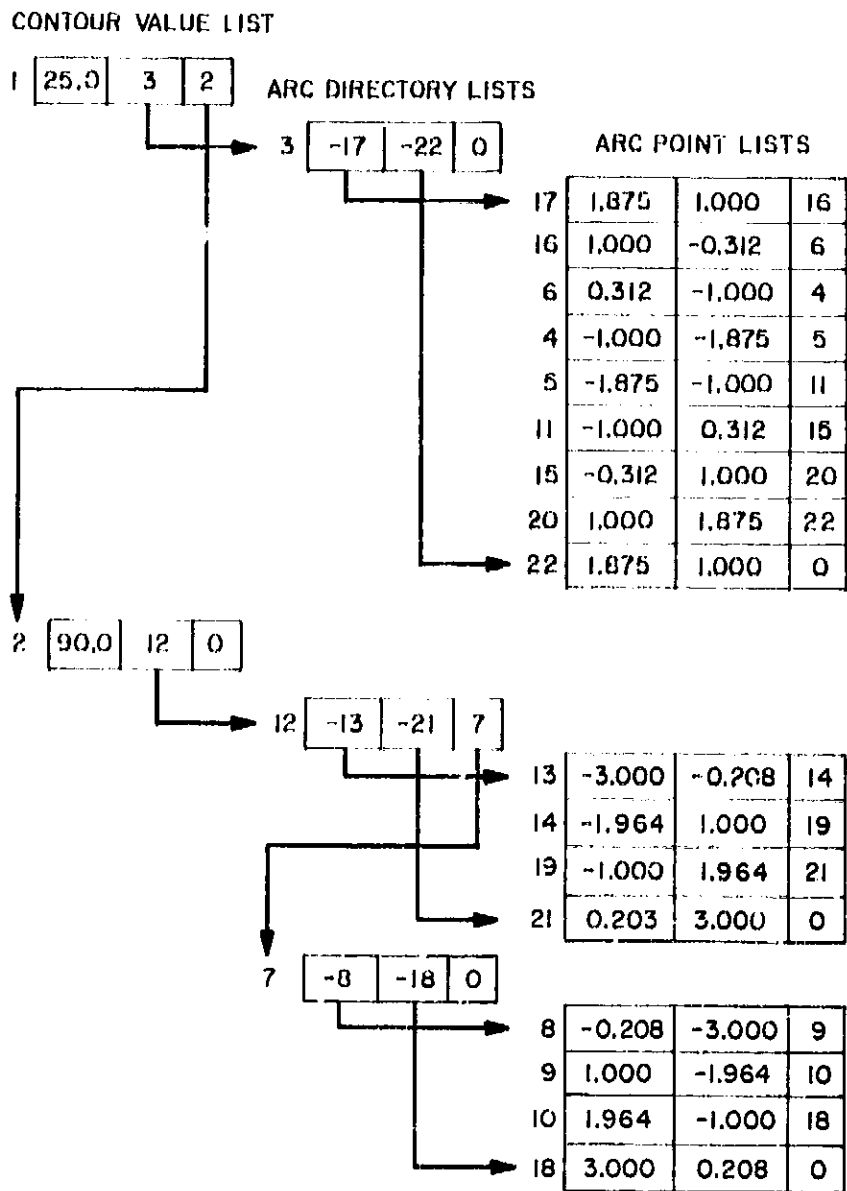 CONTOUR VALUE LIST
1 25.0 3 2
ARC DIRECTORY LISTS
3 -17 -22 0
ARC POINT LISTS
17 1.875 1.000 16
16 1.000 -0.312 6
6 0.312 -1.000 4
4 -1.000 -1.875 5
5 -1.875 -1.000 11
11 -1.000 0.312 15
15 -0.312 1.000 20
20 1.000 1.875 22
22 1.875 1.000 0
2 90.0 12 0
12 -13 -21 7
13 -3.000 -0.208 14
14 -1.964 1.000 19
19 -1.000 1.964 21
21 0.203 3.000 0
7 -8 -18 0
8 -0.208 -3.000 9
9 1.000 -1.964 10
10 1.964 -1.000 18
18 3.000 0.208 0